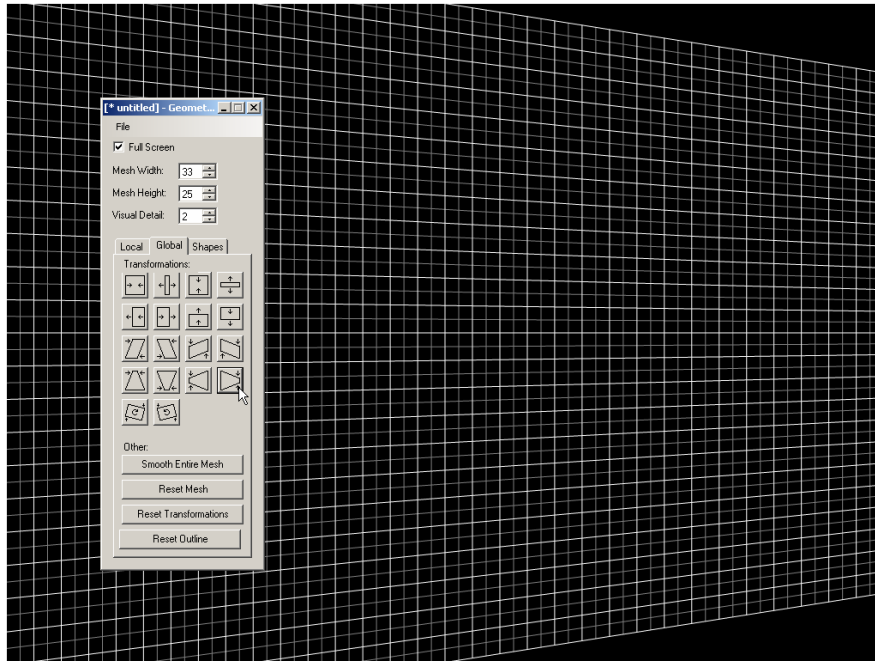 [* untitled] - Geomet...
File
Full Screen
Mesh Width: 33
Mesh Height: 25
Visual Detail: 2
Local Global Shapes
Transformations:
Other:
Smooth Entire Mesh
Reset Mesh
Reset Transformations
Reset Outline